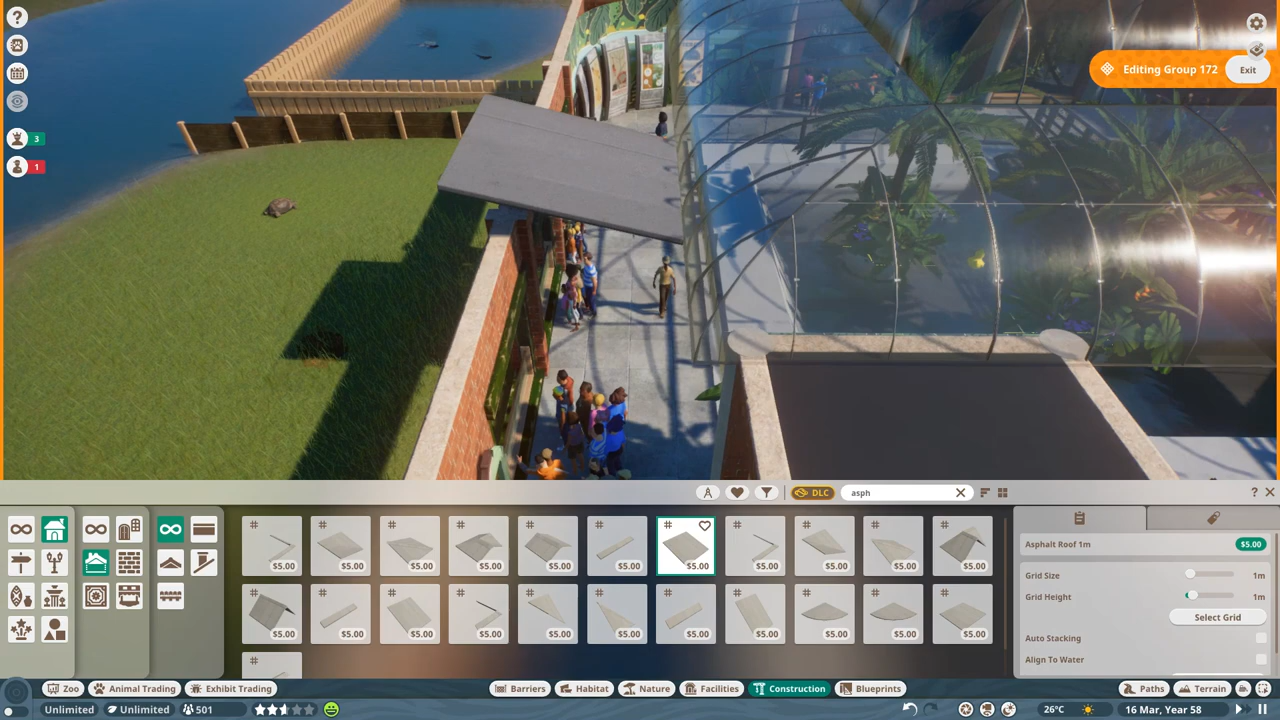 ?
Editing Group 172
Exit
3
1
DLC
asph
?
$5.00 $5.00 $5.00 $5.00 $5.00 $5.00 $5.00 $5.00 $5.00 $5.00 $5.00
$5.00 $5.00 $5.00 $5.00 $5.00 $5.00 $5.00 $5.00 $5.00 $5.00 $5.00
Asphalt Roof 1m $5.00
Grid Size 1m
Grid Height 1m
Select Grid
Auto Stacking
Align To Water
Zoo Animal Trading Exhibit Trading Barriers Habitat Nature Facilities Construction Blueprints Paths Terrain
Unlimited Unlimited 501 26°C 16 Mar, Year 58